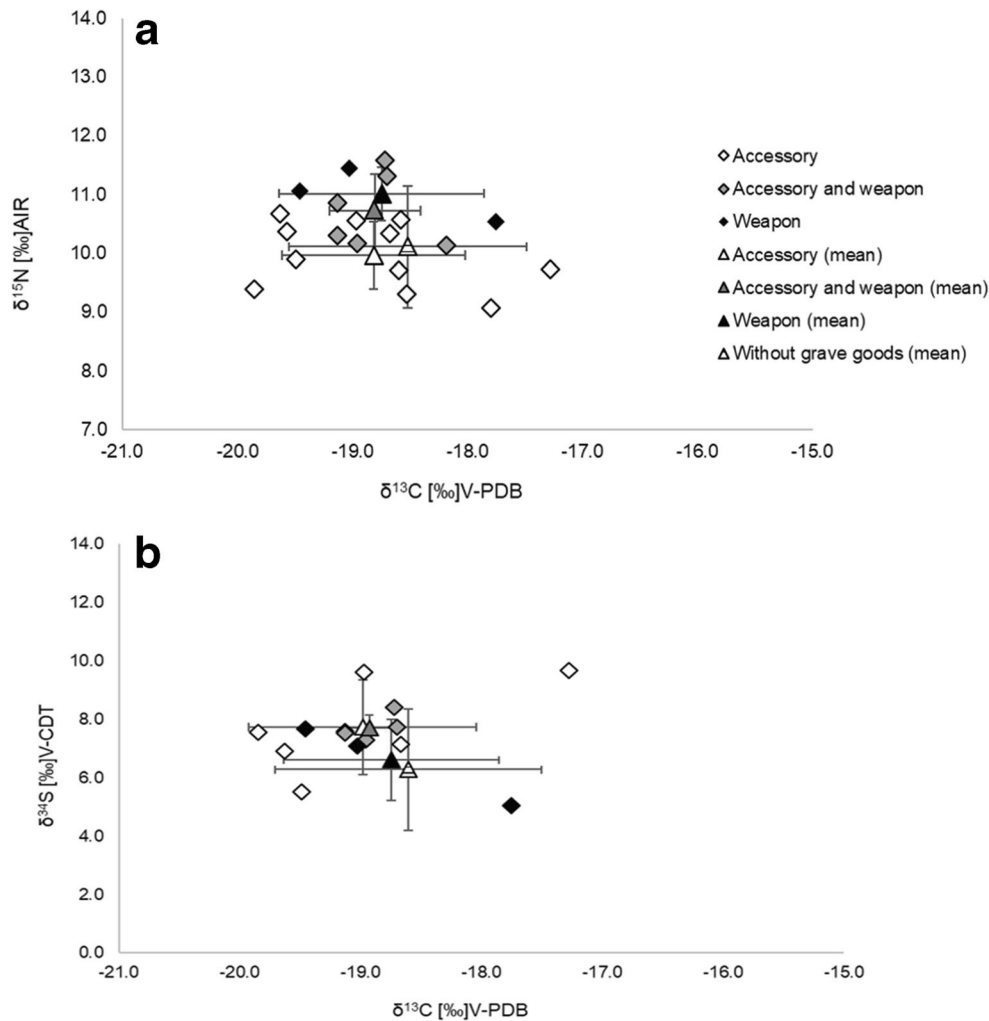 a
14.0
13.0
12.0
11.0
10.0
9.0
8.0
7.0
δ¹⁵N [‰]AIR
-21.0 -20.0 -19.0 -18.0 -17.0 -16.0 -15.0
δ¹³C [‰]V-PDB
Accessory
Accessory and weapon
Weapon
Accessory (mean)
Accessory and weapon (mean)
Weapon (mean)
Without grave goods (mean)
b
14.0
12.0
10.0
8.0
6.0
4.0
2.0
0.0
δ³⁴S [‰]V-CDT
-21.0 -20.0 -19.0 -18.0 -17.0 -16.0 -15.0
δ¹³C [‰]V-PDB